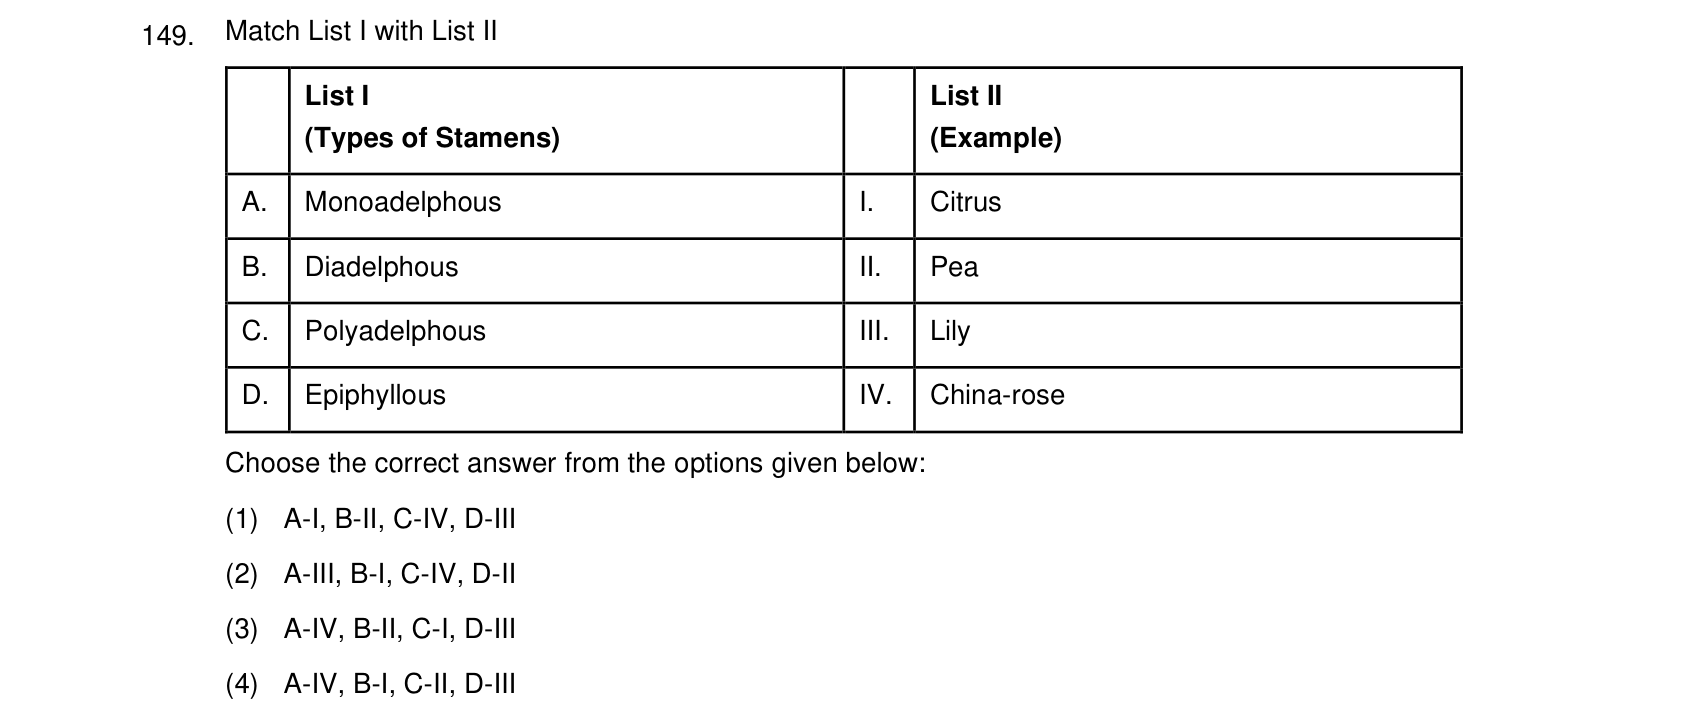 149. Match List I with List II
List I List II
(Types of Stamens) (Example)
A. Monoadelphous I. Citrus
B. Diadelphous II. Pea
C. Polyadelphous III. Lily
D. Epiphyllous IV. China-rose
Choose the correct answer from the options given below:
(1) A-I, B-II, C-IV, D-III
(2) A-III, B-I, C-IV, D-II
(3) A-IV, B-II, C-I, D-III
(4) A-IV, B-I, C-II, D-III